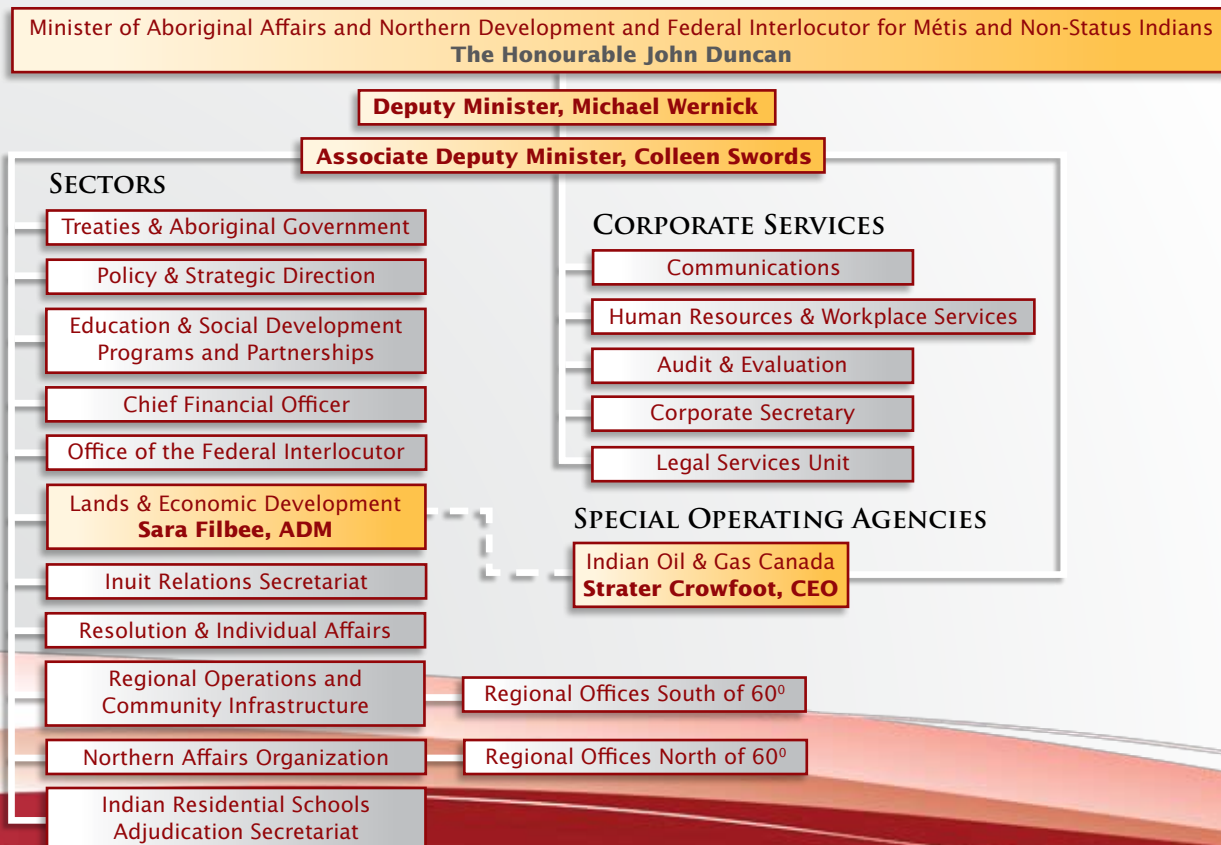 Minister of Aboriginal Affairs and Northern Development and Federal Interlocutor for Métis and Non-Status Indians
The Honourable John Duncan
Deputy Minister, Michael Wernick
Associate Deputy Minister, Colleen Swords
SECTORS
Treaties & Aboriginal Government
Policy & Strategic Direction
Education & Social Development
Programs and Partnerships
Chief Financial Officer
Office of the Federal Interlocutor
Lands & Economic Development
Sara Filbee, ADM
Inuit Relations Secretariat
Resolution & Individual Affairs
Regional Operations and
Community Infrastructure
Regional Offices South of 60⁰
Northern Affairs Organization
Regional Offices North of 60⁰
Indian Residential Schools
Adjudication Secretariat
CORPORATE SERVICES
Communications
Human Resources & Workplace Services
Audit & Evaluation
Corporate Secretary
Legal Services Unit
SPECIAL OPERATING AGENCIES
Indian Oil & Gas Canada
Strater Crowfoot, CEO